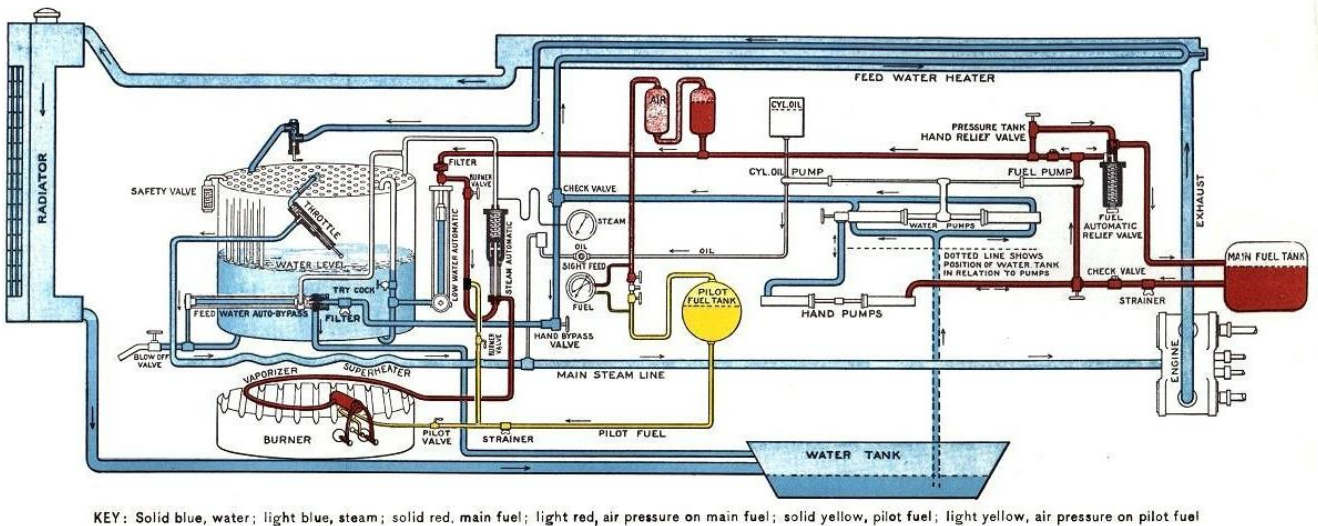 FEED WATER HEATER
AIR
CYL. OIL
PRESSURE TANK
HAND RELIEF VALVE
RADIATOR
SAFETY VALVE
THROTTLE
WATER LEVEL
TRY COCK
FEED WATER AUTO-BYPASS
FILTER
BLOW OFF
VALVE
FILTER
BURNER
VALVE
LOW WATER AUTOMATIC
STEAM AUTOMATIC
CHECK VALVE
STEAM
OIL
SIGHT FEED
FUEL
OIL
CYL. OIL PUMP
FUEL PUMP
WATER PUMPS
FUEL
AUTOMATIC
RELIEF VALVE
EXHAUST
DOTTED LINE SHOWS
POSITION OF WATER TANK
IN RELATION TO PUMPS
CHECK VALVE
STRAINER
MAIN FUEL TANK
PILOT
FUEL TANK
HAND PUMPS
HAND BYPASS
VALVE
BURNER
VALVE
MAIN STEAM LINE
ENGINE
VAPORIZER
SUPERHEATER
BURNER
PILOT
VALVE
STRAINER
PILOT FUEL
WATER TANK
KEY: Solid blue, water; light blue, steam; solid red, main fuel; light red, air pressure on main fuel; solid yellow, pilot fuel; light yellow, air pressure on pilot fuel